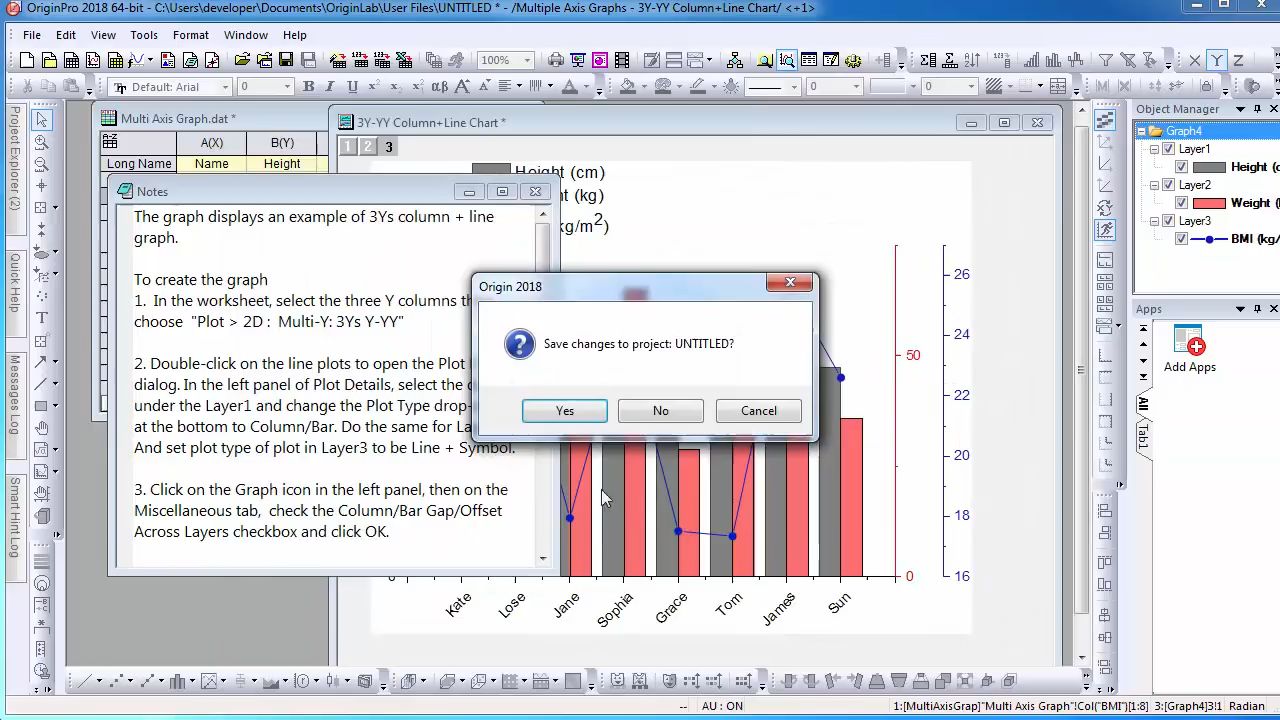 OriginPro 2018 64-bit - C:\Users\developer\Documents\OriginLab\User Files\UNTITLED * - /Multiple Axis Graphs - 3Y-YY Column+Line Chart/ <+1>
File Edit View Tools Format Window Help
100%
Default: Arial 0 αβ A A A 0 0
X Y Z
Project Explorer (2)
Quick Help
Messages Log
Smart Hint Log
Multi Axis Graph.dat *
A(X) B(Y)
Long Name Name Height
3Y-YY Column+Line Chart *
1 2 3
Height (cm)
(kg)
kg/m2)
Notes
The graph displays an example of 3Ys column + line
graph.
To create the graph
1. In the worksheet, select the three Y columns
choose "Plot > 2D : Multi-Y: 3Ys Y-YY"
2. Double-click on the line plots to open the Plot
dialog. In the left panel of Plot Details, select the
under the Layer1 and change the Plot Type drop-
at the bottom to Column/Bar. Do the same for
And set plot type of plot in Layer3 to be Line + Symbol.
3. Click on the Graph icon in the left panel, then on the
Miscellaneous tab, check the Column/Bar Gap/Offset
Across Layers checkbox and click OK.
Origin 2018
Save changes to project: UNTITLED?
Yes No Cancel
26
24
50 22
20
18
0 16
Kate Lose Jane Sophia Grace Tom James Sun
Object Manager
Graph4
Layer1
Height (
Layer2
Weight (
Layer3
BMI (kg/
Apps
Add Apps
All
Tab1
-- AU : ON 1:[MultiAxisGrap]"Multi Axis Graph"!Col("BMI")[1:8] 3:[Graph4]3!1 Radian